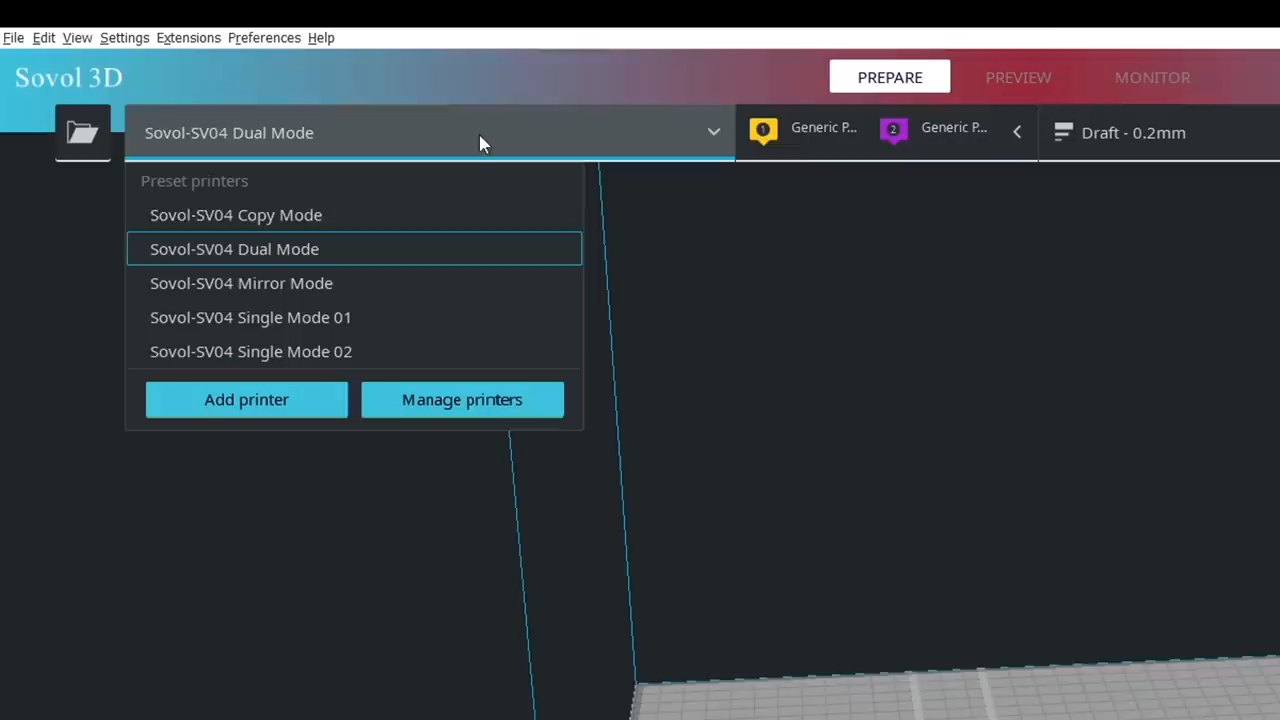 File Edit View Settings Extensions Preferences Help
Sovol 3D
PREPARE PREVIEW MONITOR
Sovol-SV04 Dual Mode 1 Generic P... 2 Generic P... Draft - 0.2mm
Preset printers
Sovol-SV04 Copy Mode
Sovol-SV04 Dual Mode
Sovol-SV04 Mirror Mode
Sovol-SV04 Single Mode 01
Sovol-SV04 Single Mode 02
Add printer Manage printers